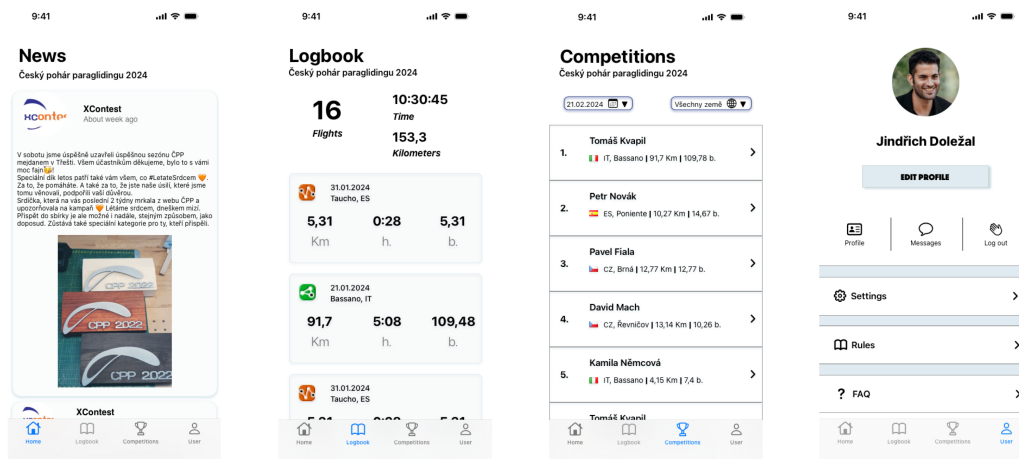 9:41
News
Český pohár paraglidingu 2024
XContest
XContest
About week ago
V sobotu jsme úspěšně uzavřeli úspěšnou sezónu ČPP
mejdanem v Třešti. Všem účastníkům děkujeme, bylo to s vámi
moc fajn🥳!
Speciální dík letos patří také vám všem, co #LetateSrdcem 🧡.
Za to, že pomáháte. A také za to, že jste naše úsilí, které jsme
tomu věnovali, podpořili vaší důvěrou.
Srdíčka, která na vás poslední 2 týdny mrkala z webu ČPP a
upozorňovala na kampaň 🧡 Létáme srdcem, dneškem mizí.
Přispět do sbírky je ale možné i nadále, stejným způsobem, jako
doposud. Zůstává také speciální kategorie pro ty, kteří přispěli.
CPP 2022
CPP 2022
CPP 2022
XContest
Home
Logbook
Competitions
User
9:41
Logbook
Český pohár paraglidingu 2024
16
Flights
10:30:45
Time
153,3
Kilometers
31.01.2024
Taucho, ES
5,31 0:28 5,31
Km h. b.
21.01.2024
Bassano, IT
91,7 5:08 109,48
Km h. b.
31.01.2024
Taucho, ES
5,31 0:28 5,31
Home
Logbook
Competitions
User
9:41
Competitions
Český pohár paraglidingu 2024
21.02.2024 ▼
Všechny země ▼
1.
Tomáš Kvapil
IT, Bassano | 91,7 Km | 109,78 b.
2.
Petr Novák
ES, Poniente | 10,27 Km | 14,67 b.
3.
Pavel Fiala
CZ, Brná | 12,77 Km | 12,77 b.
4.
David Mach
CZ, Řevničov | 13,14 Km | 10,26 b.
5.
Kamila Němcová
IT, Bassano | 4,15 Km | 7,4 b.
Tomáš Kvapil
Home
Logbook
Competitions
User
9:41
Jindřich Doležal
EDIT PROFILE
Profile
Messages
Log out
Settings
Rules
? FAQ
Home
Logbook
Competitions
User